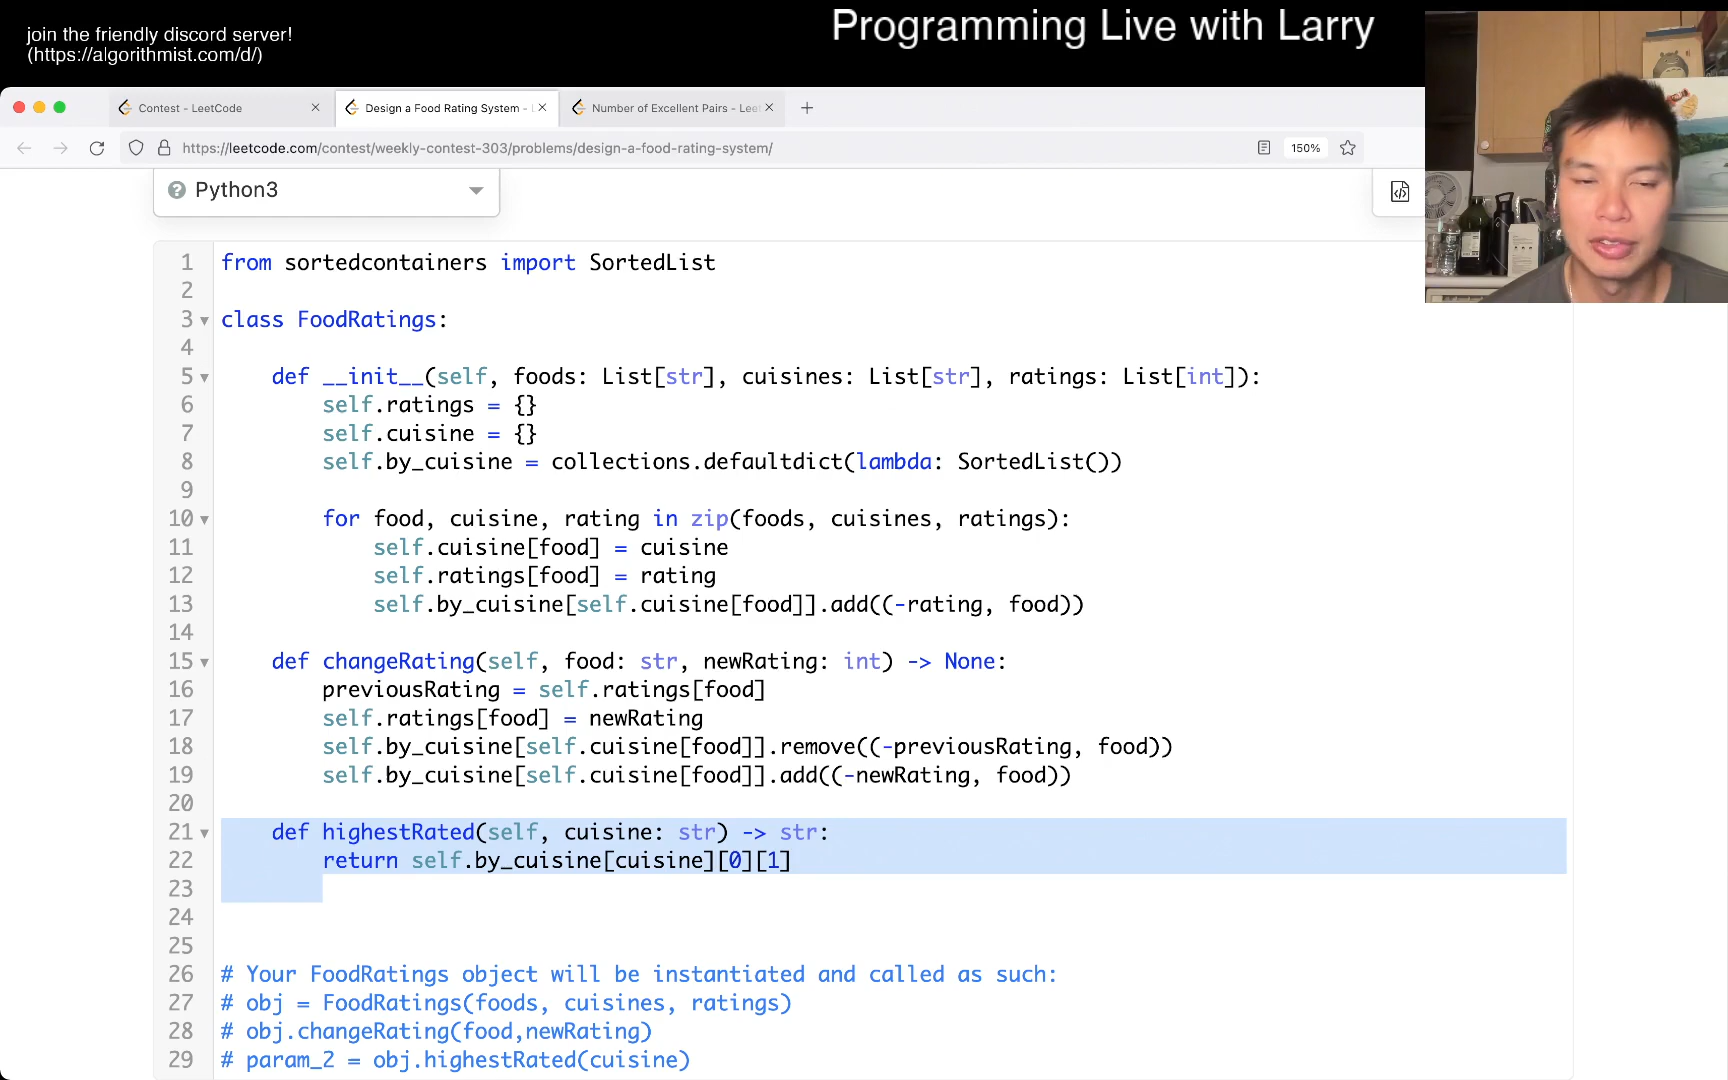 join the friendly discord server!
(https://algorithmist.com/d/)
Programming Live with Larry
Contest - LeetCode
Design a Food Rating System -
Number of Excellent Pairs - Leet
https://leetcode.com/contest/weekly-contest-303/problems/design-a-food-rating-system/
150%
Python3
1 from sortedcontainers import SortedList
2
3 class FoodRatings:
4
5 def __init__(self, foods: List[str], cuisines: List[str], ratings: List[int]):
6 self.ratings = {}
7 self.cuisine = {}
8 self.by_cuisine = collections.defaultdict(lambda: SortedList())
9
10 for food, cuisine, rating in zip(foods, cuisines, ratings):
11 self.cuisine[food] = cuisine
12 self.ratings[food] = rating
13 self.by_cuisine[self.cuisine[food]].add((-rating, food))
14
15 def changeRating(self, food: str, newRating: int) -> None:
16 previousRating = self.ratings[food]
17 self.ratings[food] = newRating
18 self.by_cuisine[self.cuisine[food]].remove((-previousRating, food))
19 self.by_cuisine[self.cuisine[food]].add((-newRating, food))
20
21 def highestRated(self, cuisine: str) -> str:
22 return self.by_cuisine[cuisine][0][1]
23
24
25
26 # Your FoodRatings object will be instantiated and called as such:
27 # obj = FoodRatings(foods, cuisines, ratings)
28 # obj.changeRating(food,newRating)
29 # param_2 = obj.highestRated(cuisine)